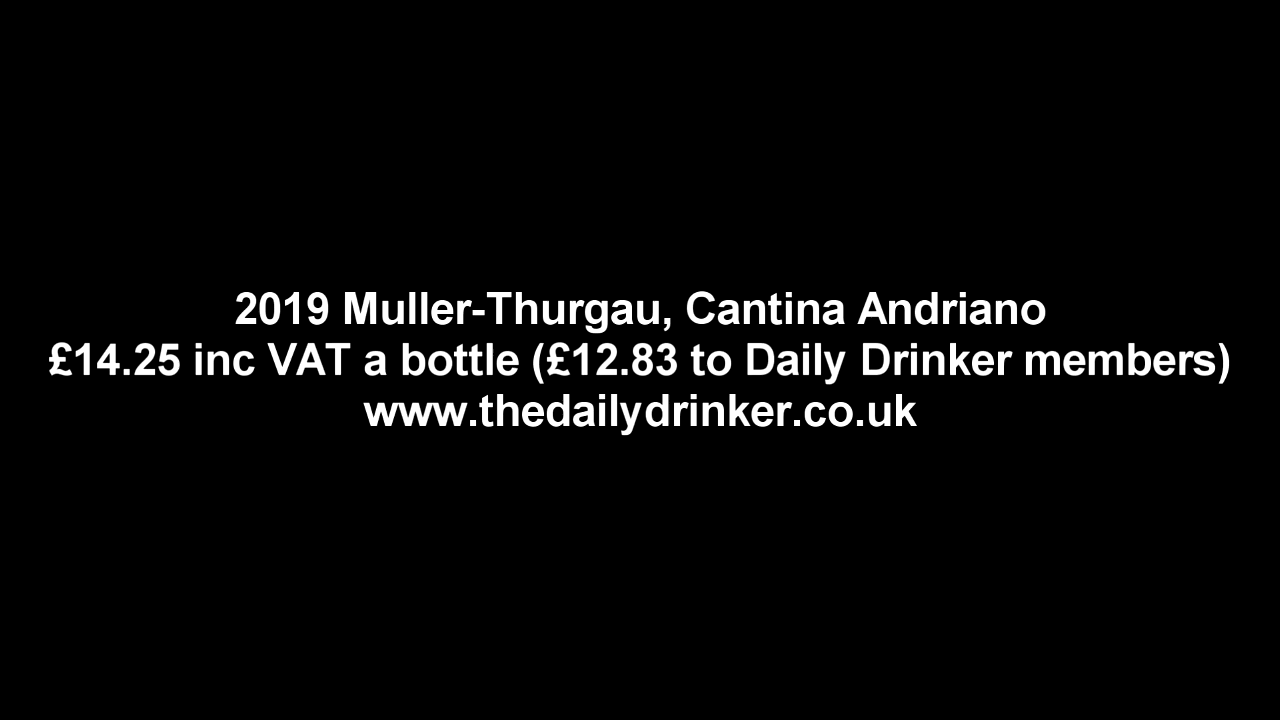 2019 Muller-Thurgau, Cantina Andriano
£14.25 inc VAT a bottle (£12.83 to Daily Drinker members)
www.thedailydrinker.co.uk